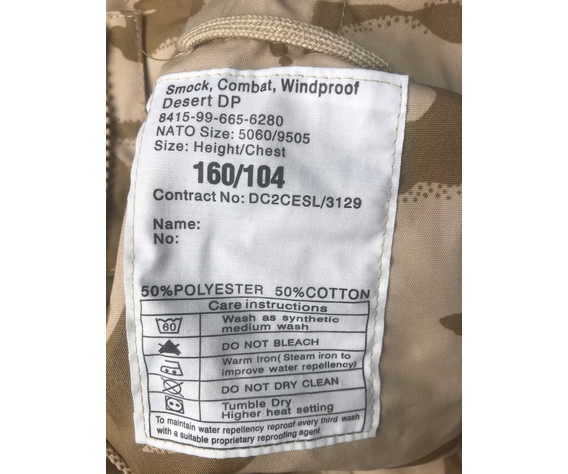 Smock, Combat, Windproof
Desert DP
8415-99-665-6280
NATO Size: 5060/9505
Size: Height/Chest
160/104
Contract No: DC2CESL/3129
Name:
No:
50%POLYESTER 50%COTTON
Care instructions
60
Wash as synthetic
medium wash
DO NOT BLEACH
Warm Iron( Steam iron to
improve water repellency)
DO NOT DRY CLEAN
Tumble Dry
Higher heat setting
To maintain water repellency reproof every third wash
with a suitable proprietary reproofing agent